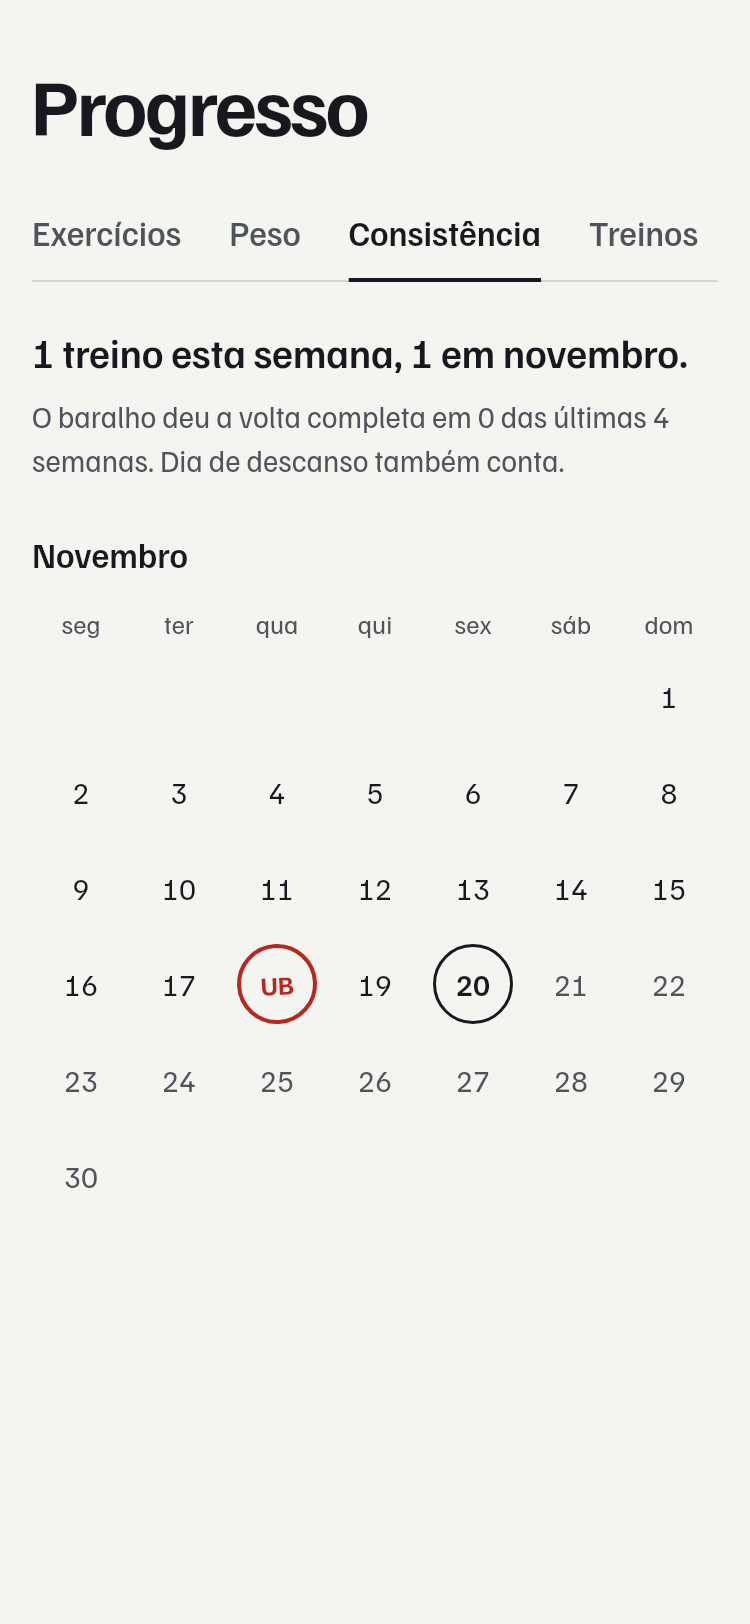 Progresso
Exercícios Peso Consistência Treinos
1 treino esta semana, 1 em novembro.
O baralho deu a volta completa em 0 das últimas 4
semanas. Dia de descanso também conta.
Novembro
seg ter qua qui sex sáb dom
1
2 3 4 5 6 7 8
9 10 11 12 13 14 15
16 17 UB 19 20 21 22
23 24 25 26 27 28 29
30